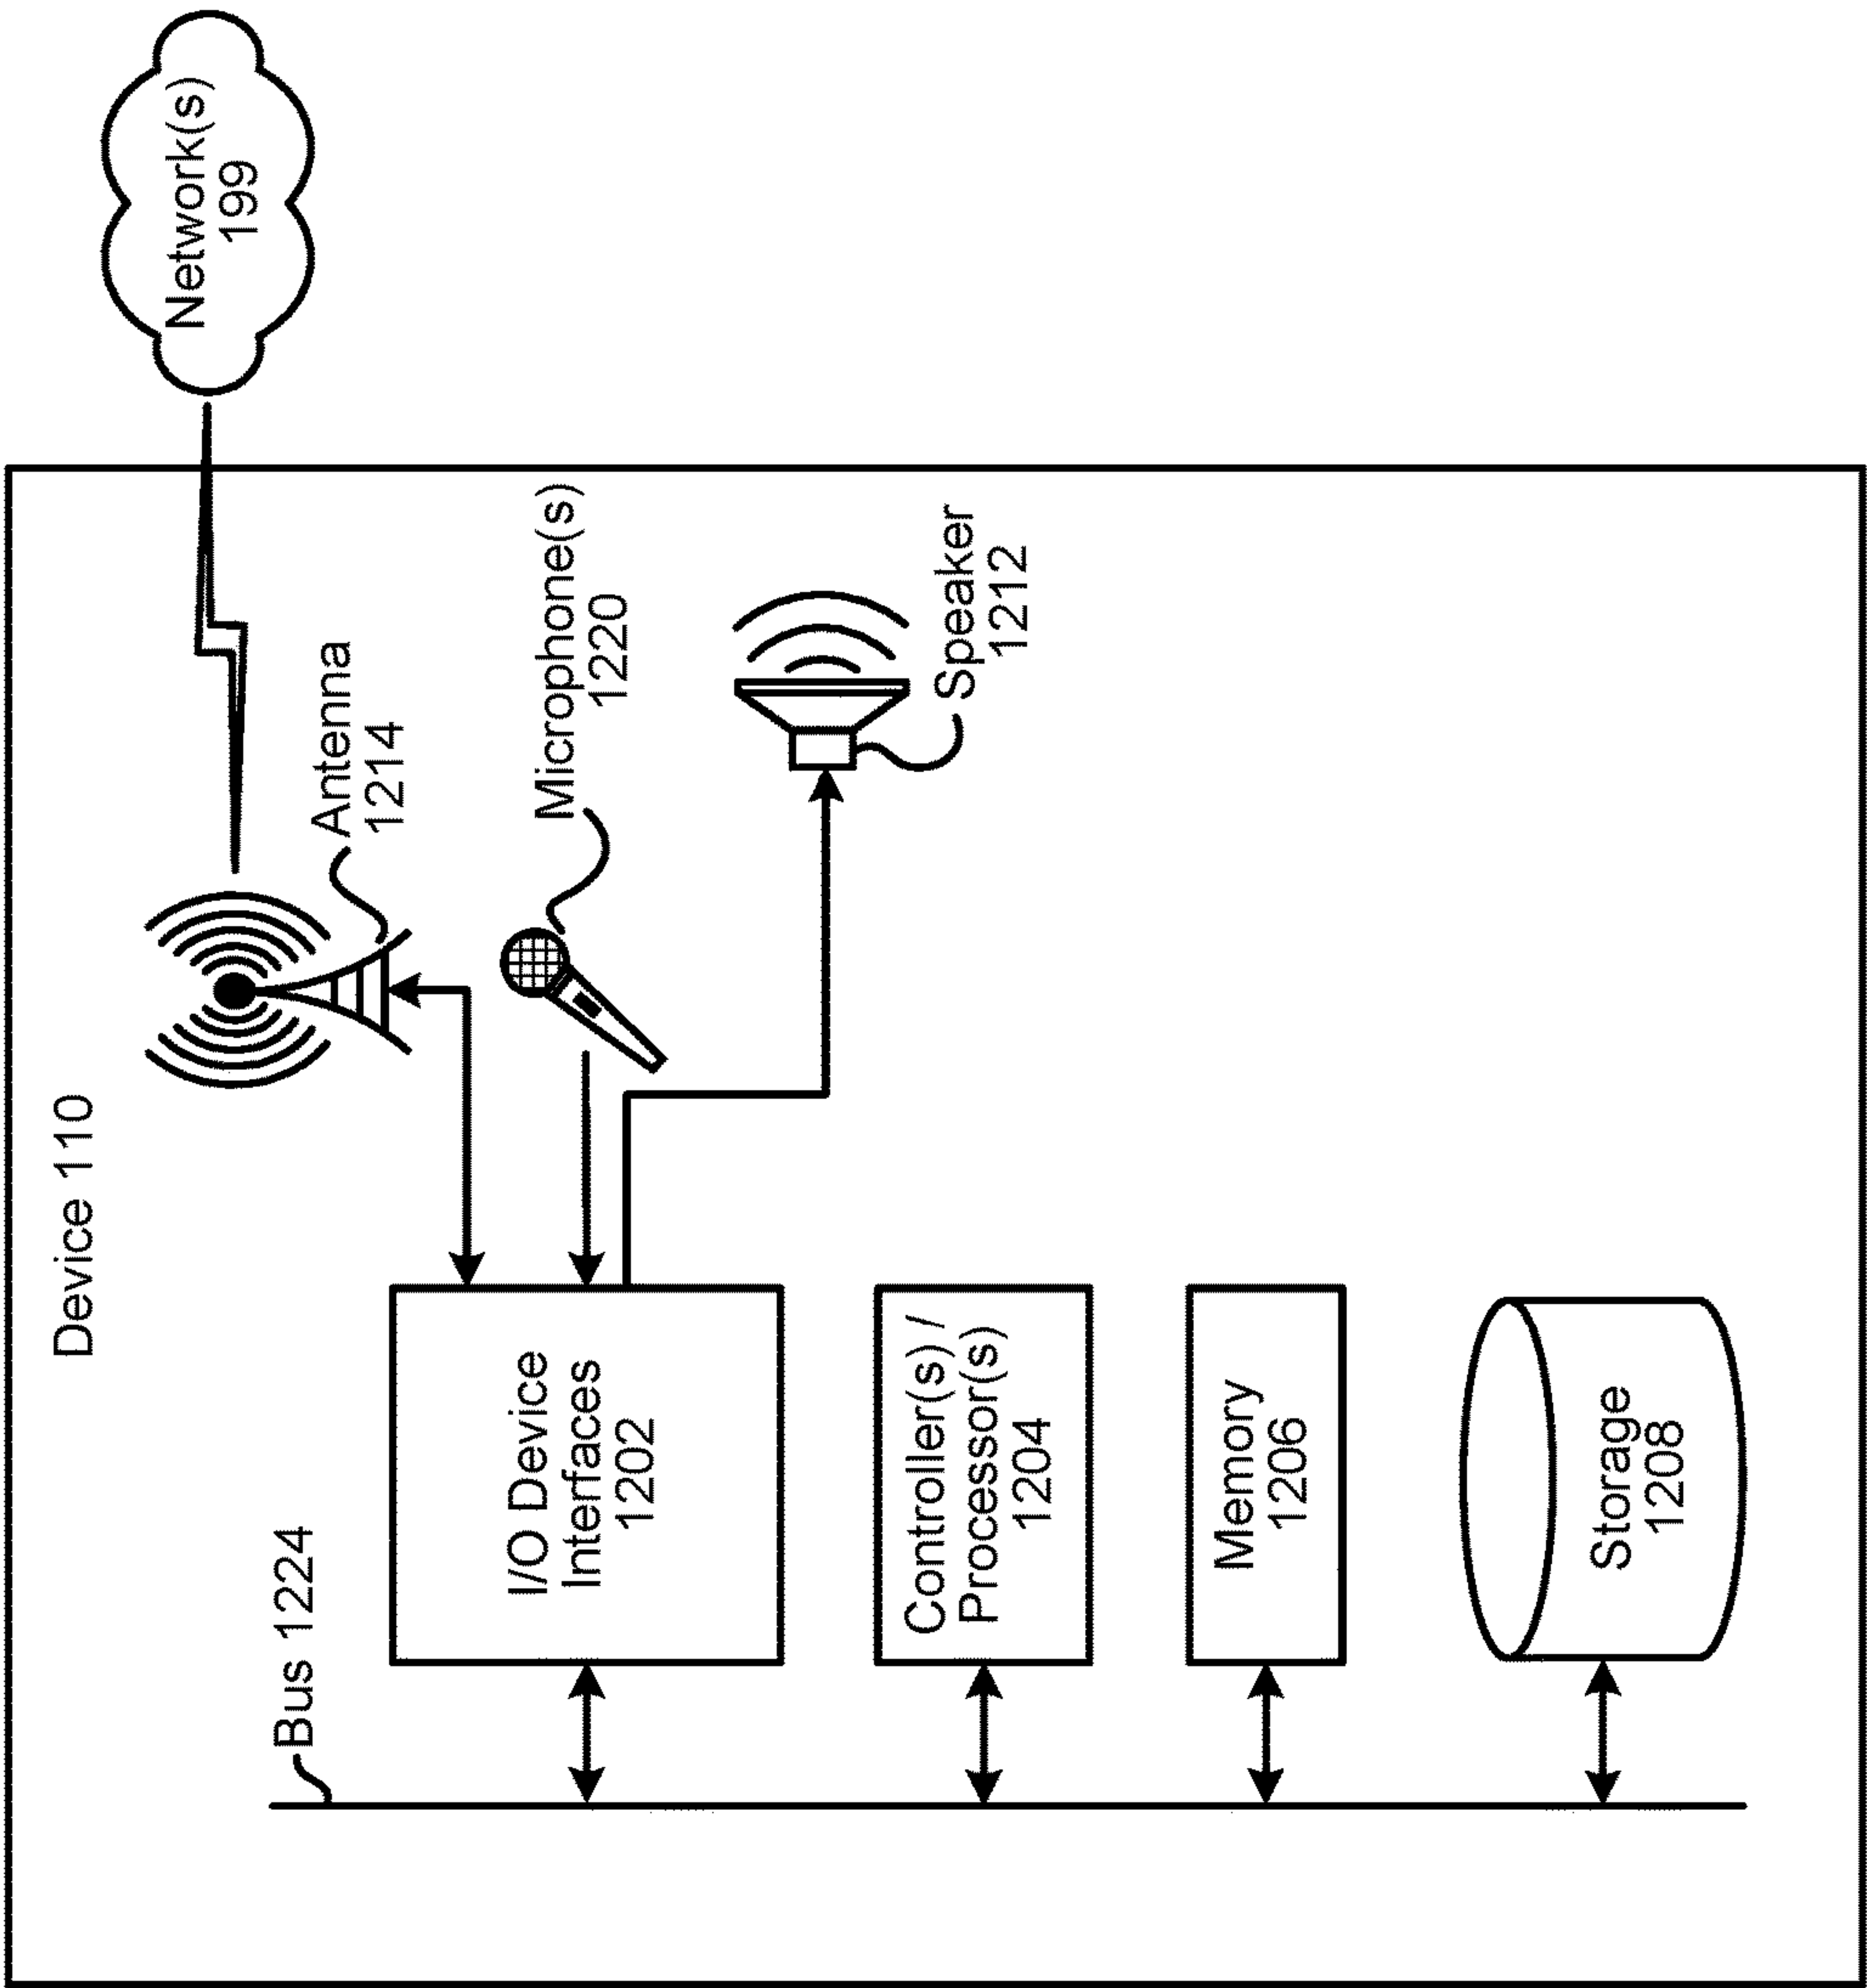 Device 110
Networks(s)
199
Antenna
1214
Bus 1224
I/O Device
Interfaces
1202
Microphone(s)
1220
Controller(s) /
Processor(s)
1204
Speaker
1212
Memory
1206
Storage
1208